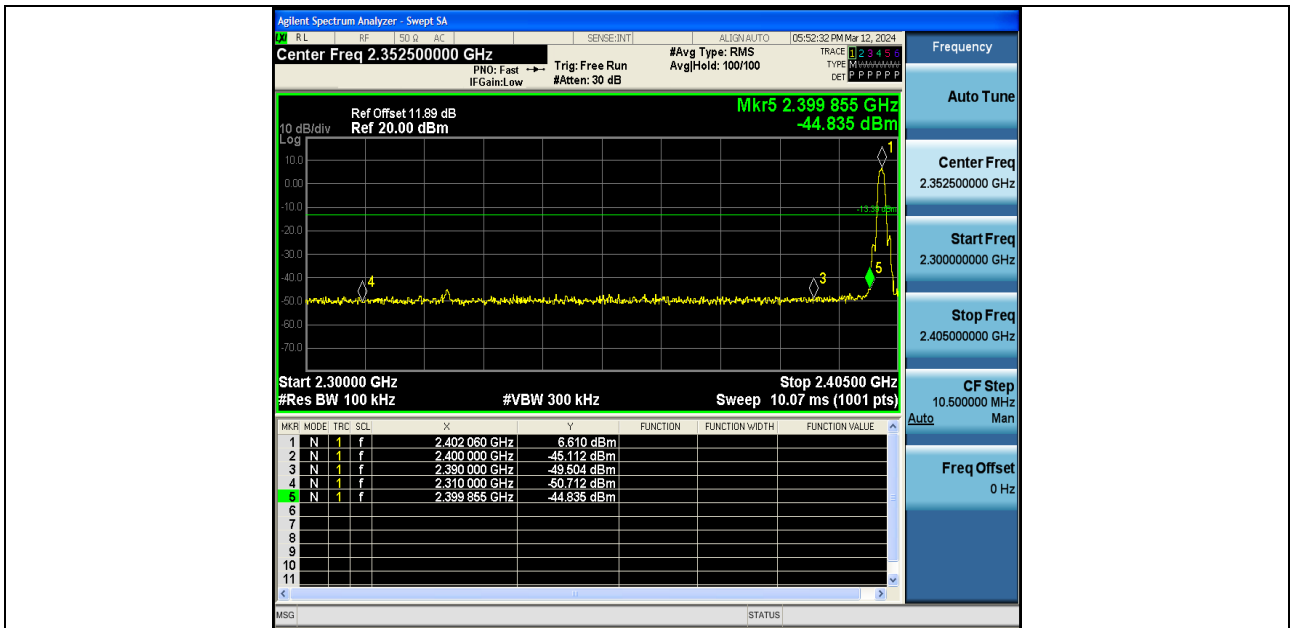 Agilent Spectrum Analyzer - Swept SA
RL RF 50 Ω AC SENSE:INT ALIGN AUTO 05:52:32 PM Mar 12, 2024
Center Freq 2.352500000 GHz
PNO: Fast
IFGain:Low
Trig: Free Run
#Atten: 30 dB
#Avg Type: RMS
Avg|Hold: 100/100
TRACE 1 2 3 4 5 6
TYPE M
DET P P P P P P
Mkr5 2.399 855 GHz
-44.835 dBm
Ref Offset 11.89 dB
10 dB/div Ref 20.00 dBm
Log
10.0
0.00
-10.0
-20.0
-30.0
-40.0
-50.0
-60.0
-70.0
1
-13.39 dBm
5
3
4
Start 2.30000 GHz Stop 2.40500 GHz
#Res BW 100 kHz #VBW 300 kHz Sweep 10.07 ms (1001 pts)
MKR MODE TRC SCL X Y FUNCTION FUNCTION WIDTH FUNCTION VALUE
1 N 1 f 2.402 060 GHz 6.610 dBm
2 N 1 f 2.400 000 GHz -45.112 dBm
3 N 1 f 2.390 000 GHz -49.504 dBm
4 N 1 f 2.310 000 GHz -50.712 dBm
5 N 1 f 2.399 855 GHz -44.835 dBm
6
7
8
9
10
11
MSG STATUS
Frequency
Auto Tune
Center Freq
2.352500000 GHz
Start Freq
2.300000000 GHz
Stop Freq
2.405000000 GHz
CF Step
10.500000 MHz
Auto Man
Freq Offset
0 Hz